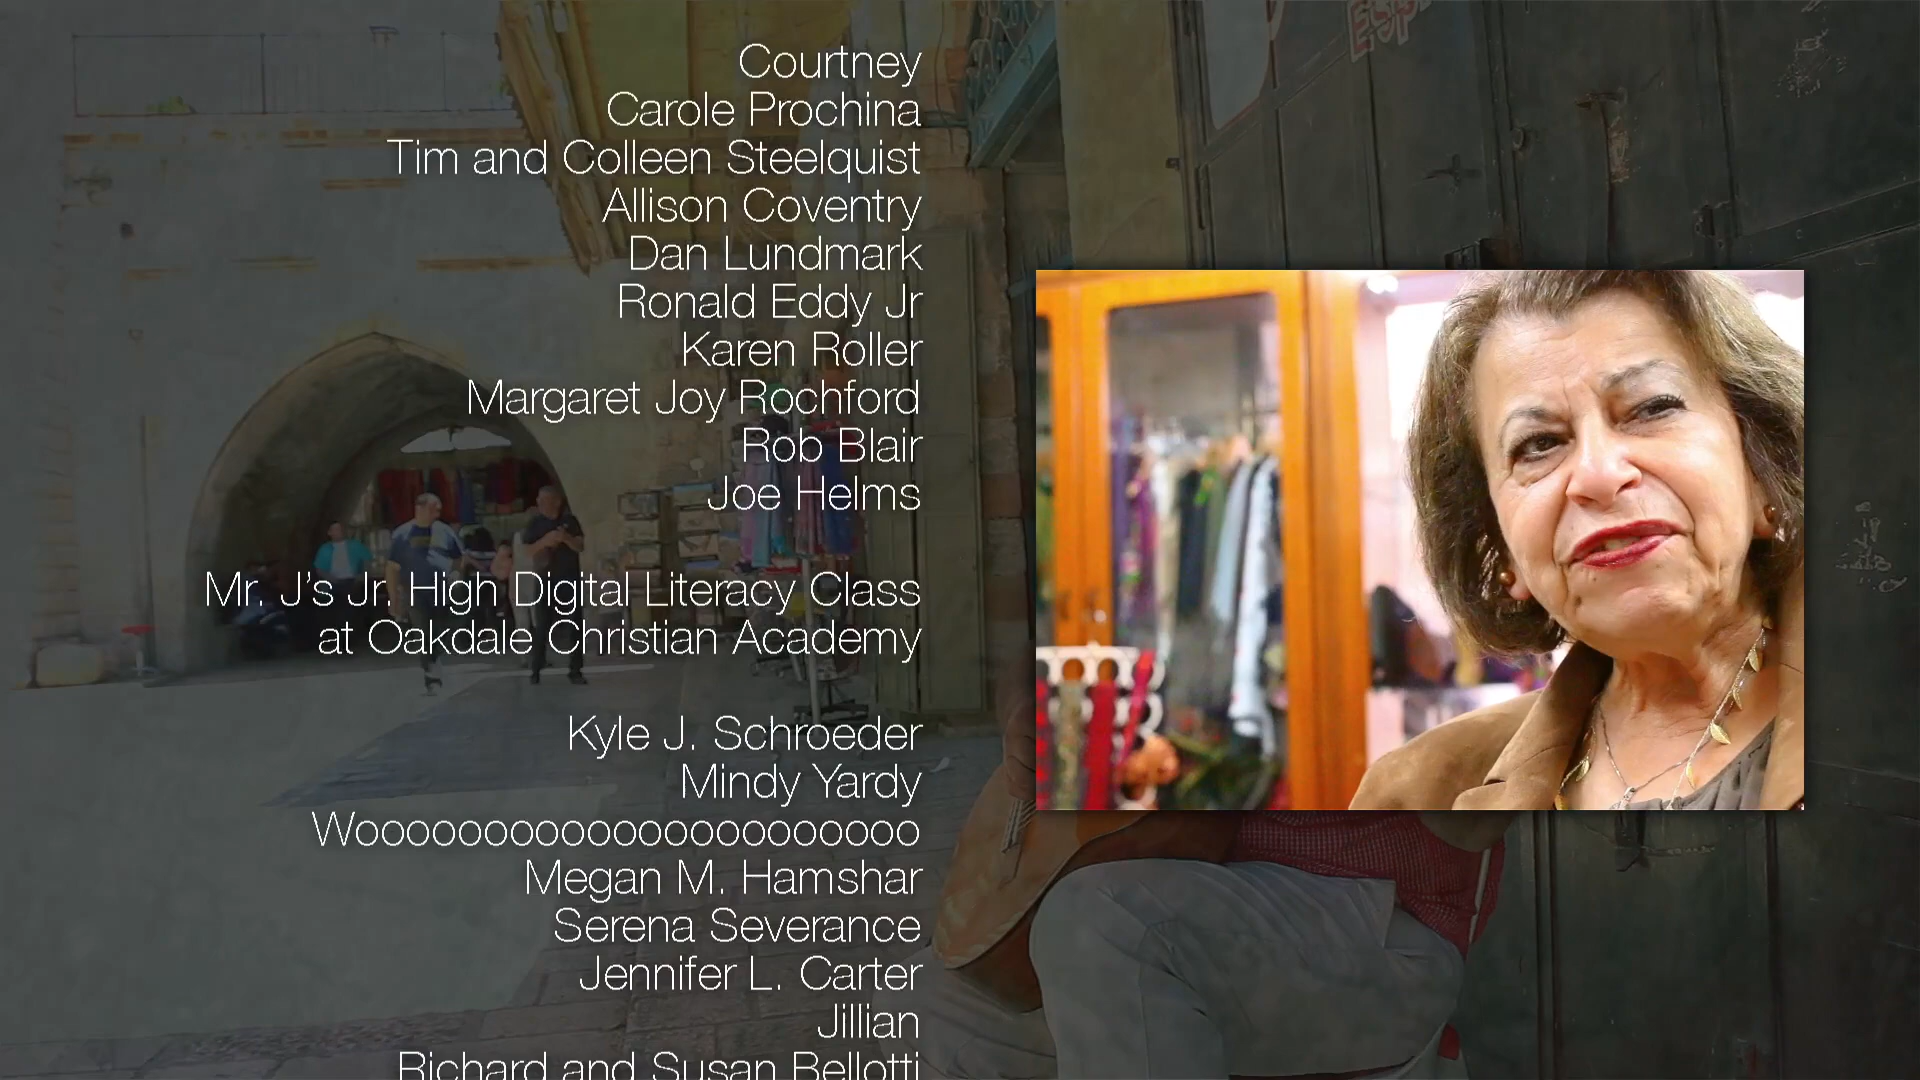 Courtney
Carole Prochina
Tim and Colleen Steelquist
Allison Coventry
Dan Lundmark
Ronald Eddy Jr
Karen Roller
Margaret Joy Rochford
Rob Blair
Joe Helms
Mr. J's Jr. High Digital Literacy Class
at Oakdale Christian Academy
Kyle J. Schroeder
Mindy Yardy
Woooooooooooooooooooooo
Megan M. Hamshar
Serena Severance
Jennifer L. Carter
Jillian
Richard and Susan Bellotti